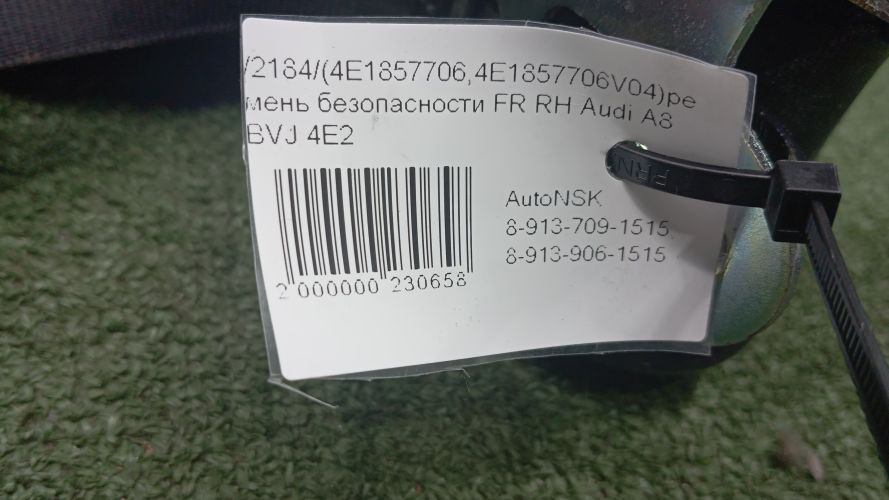 /2184/(4E1857706,4E1857706V04)ре
мень безопасности FR RH Audi A8
BVJ 4E2
AutoNSK
8-913-709-1515,
8-913-906-1515
2 000000 230658